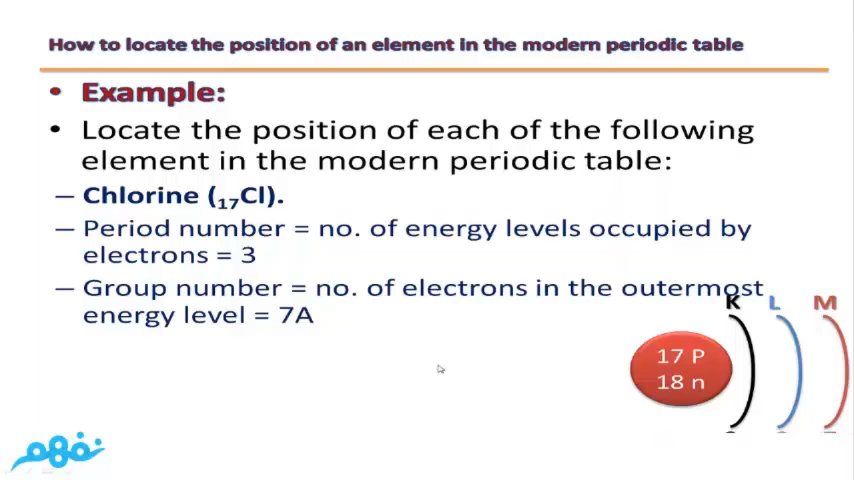 How to locate the position of an element in the modern periodic table
• Example:
• Locate the position of each of the following
element in the modern periodic table:
– Chlorine (₁₇Cl).
– Period number = no. of energy levels occupied by
electrons = 3
– Group number = no. of electrons in the outermost
energy level = 7A
K L M
17 P
18 n
نفهم